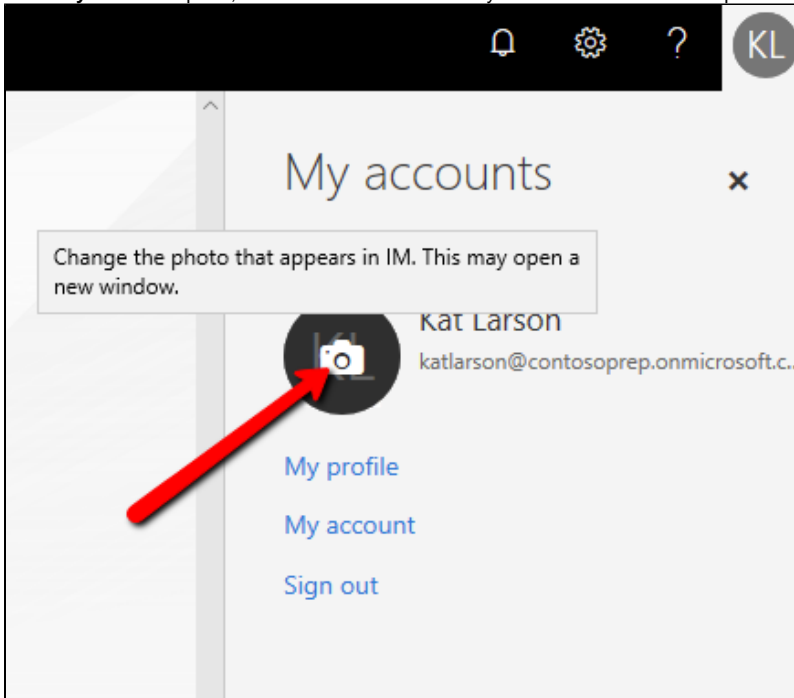 ?
KL
My accounts
Change the photo that appears in IM. This may open a
new window.
Kat Larson
KL
katlarson@contosoprep.onmicrosoft.c...
My profile
My account
Sign out